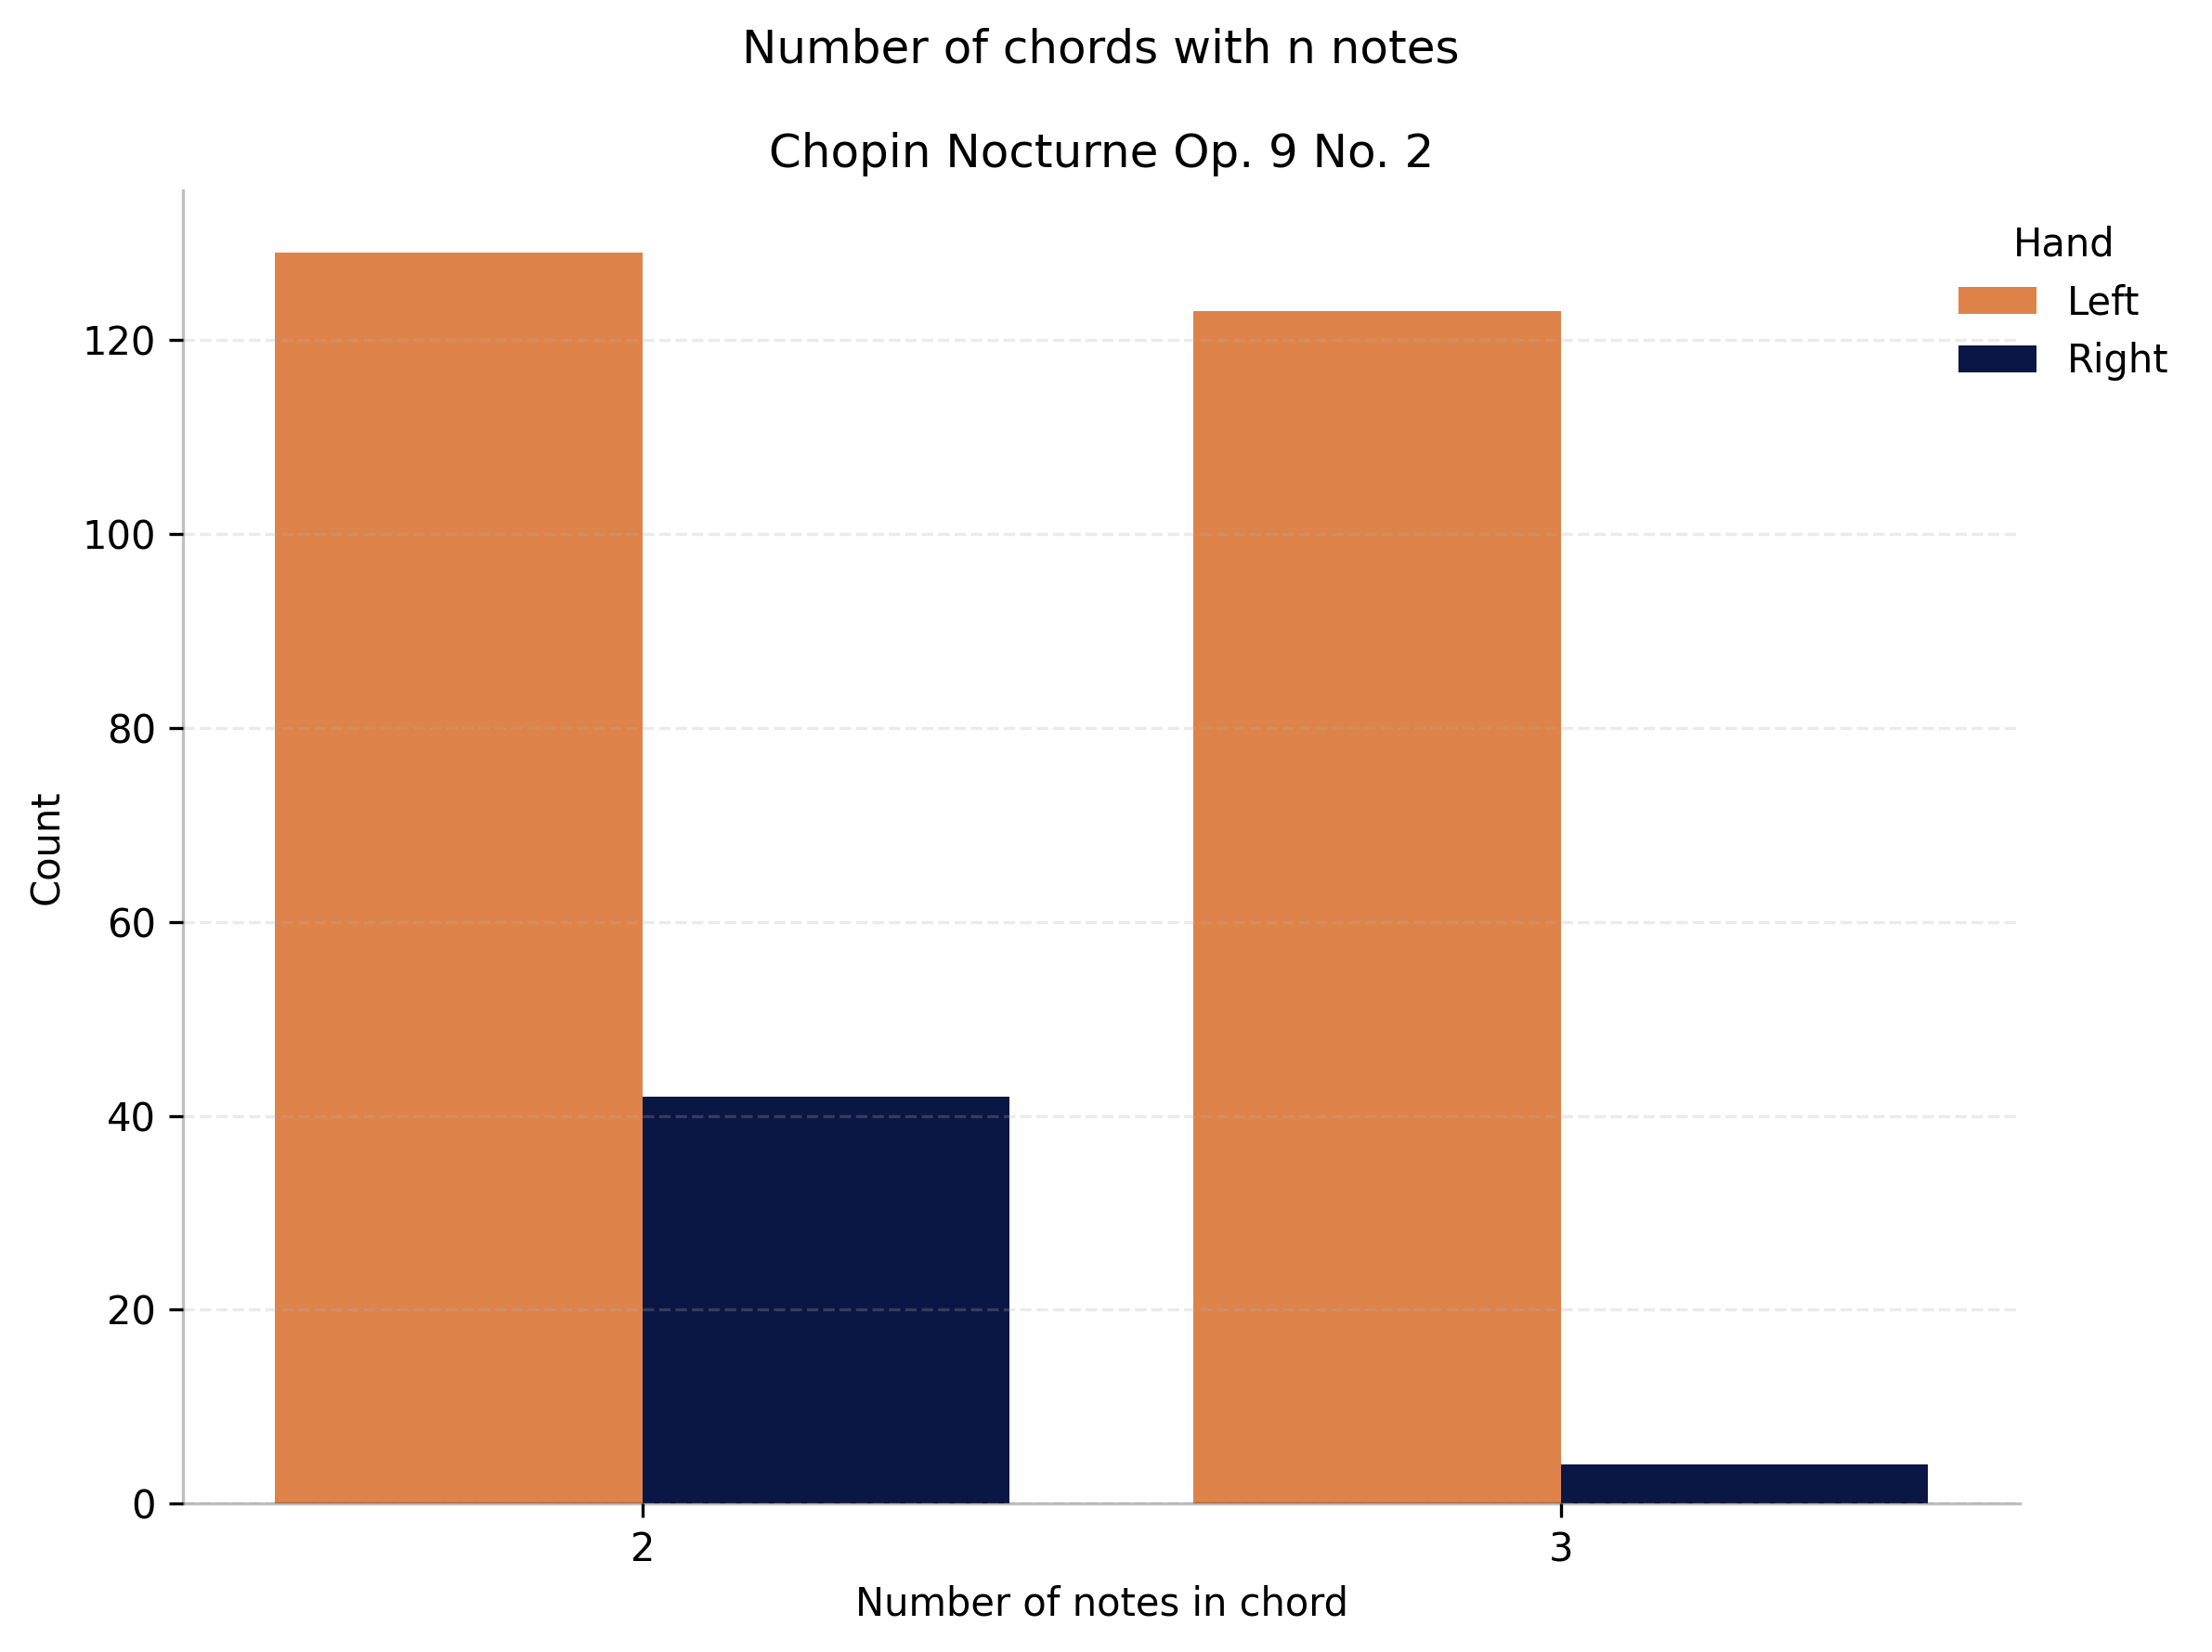 Number of chords with n notes
Chopin Nocturne Op. 9 No. 2
Hand
Left
Right
120
100
80
60
40
20
0
Count
2 3
Number of notes in chord